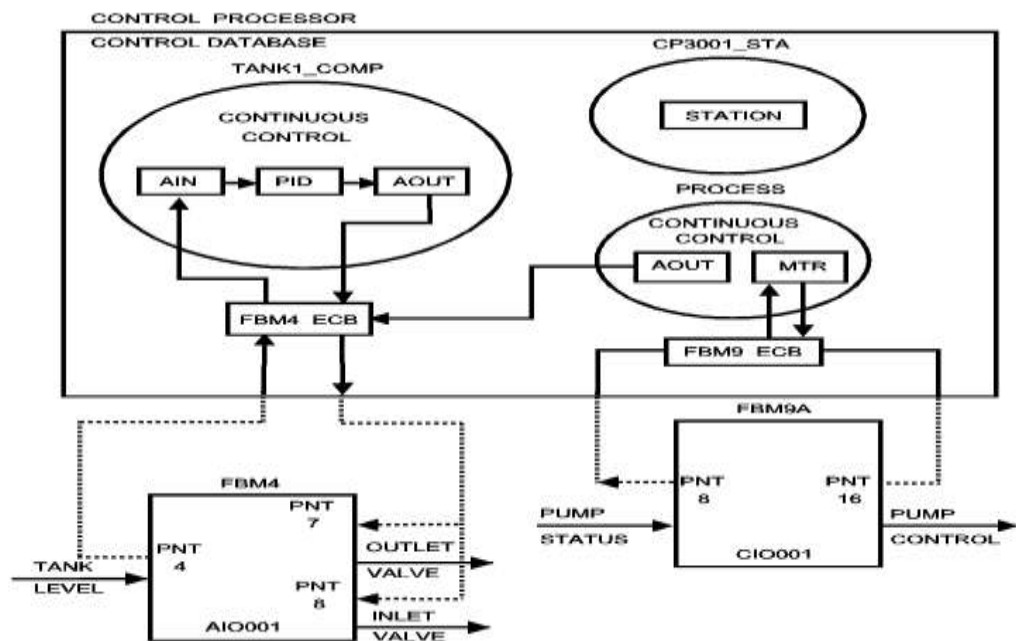 CONTROL PROCESSOR
CONTROL DATABASE
TANK1_COMP
CONTINUOUS
CONTROL
AIN
PID
AOUT
CP3001_STA
STATION
PROCESS
CONTINUOUS
CONTROL
AOUT
MTR
FBM4 ECB
FBM9 ECB
FBM4
PNT
7
PNT
4
PNT
8
AIO001
TANK
LEVEL
OUTLET
VALVE
INLET
VALVE
FBM9A
PNT
8
PNT
16
CIO001
PUMP
STATUS
PUMP
CONTROL